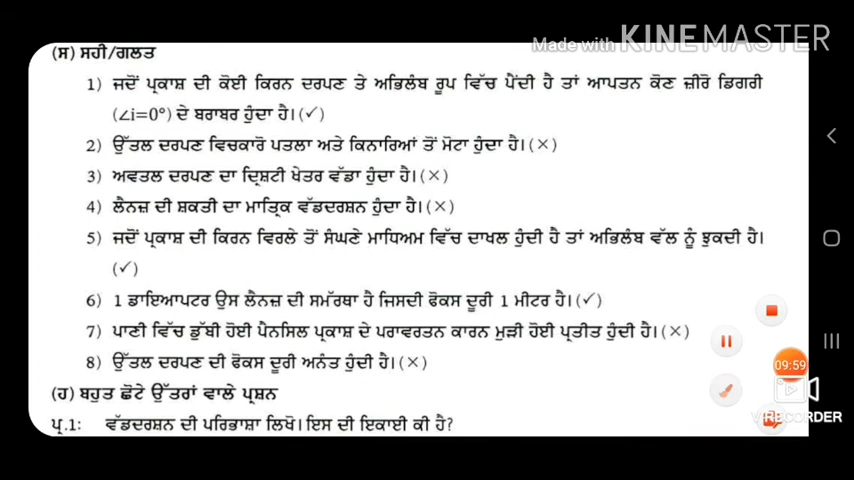 Made with KINEMASTER
(ਸ) ਸਹੀ/ਗਲਤ
1) ਜਦੋਂ ਪ੍ਰਕਾਸ਼ ਦੀ ਕੋਈ ਕਿਰਨ ਦਰਪਣ ਤੇ ਅਭਿਲੰਬ ਰੂਪ ਵਿੱਚ ਪੈਂਦੀ ਹੈ ਤਾਂ ਆਪਤਨ ਕੋਣ ਜ਼ੀਰੋ ਡਿਗਰੀ
(∠i=0°) ਦੇ ਬਰਾਬਰ ਹੁੰਦਾ ਹੈ। (✓)
2) ਉੱਤਲ ਦਰਪਣ ਵਿਚਕਾਰੋ ਪਤਲਾ ਅਤੇ ਕਿਨਾਰਿਆਂ ਤੋਂ ਮੋਟਾ ਹੁੰਦਾ ਹੈ। (×)
3) ਅਵਤਲ ਦਰਪਣ ਦਾ ਦ੍ਰਿਸ਼ਟੀ ਖੇਤਰ ਵੱਡਾ ਹੁੰਦਾ ਹੈ। (×)
4) ਲੈਨਜ਼ ਦੀ ਸ਼ਕਤੀ ਦਾ ਮਾਤ੍ਰਿਕ ਵੱਡਦਰਸ਼ਨ ਹੁੰਦਾ ਹੈ। (×)
5) ਜਦੋਂ ਪ੍ਰਕਾਸ਼ ਦੀ ਕਿਰਨ ਵਿਰਲੇ ਤੋਂ ਸੰਘਣੇ ਮਾਧਿਅਮ ਵਿੱਚ ਦਾਖਲ ਹੁੰਦੀ ਹੈ ਤਾਂ ਅਭਿਲੰਬ ਵੱਲ ਨੂੰ ਝੁਕਦੀ ਹੈ।
(✓)
6) 1 ਡਾਇਆਪਟਰ ਉਸ ਲੈਨਜ਼ ਦੀ ਸਮੱਰਥਾ ਹੈ ਜਿਸਦੀ ਫੋਕਸ ਦੂਰੀ 1 ਮੀਟਰ ਹੈ। (✓)
7) ਪਾਣੀ ਵਿੱਚ ਡੁੱਬੀ ਹੋਈ ਪੈਨਸਿਲ ਪ੍ਰਕਾਸ਼ ਦੇ ਪਰਾਵਰਤਨ ਕਾਰਨ ਮੁੜੀ ਹੋਈ ਪ੍ਰਤੀਤ ਹੁੰਦੀ ਹੈ। (×)
8) ਉੱਤਲ ਦਰਪਣ ਦੀ ਫੋਕਸ ਦੂਰੀ ਅਨੰਤ ਹੁੰਦੀ ਹੈ। (×)
09:59
(ਹ) ਬਹੁਤ ਛੋਟੇ ਉੱਤਰਾਂ ਵਾਲੇ ਪ੍ਰਸ਼ਨ
VIRECORDER
ਪ੍ਰ.1: ਵੱਡਦਰਸ਼ਨ ਦੀ ਪਰਿਭਾਸ਼ਾ ਲਿਖੋ। ਇਸ ਦੀ ਇਕਾਈ ਕੀ ਹੈ?